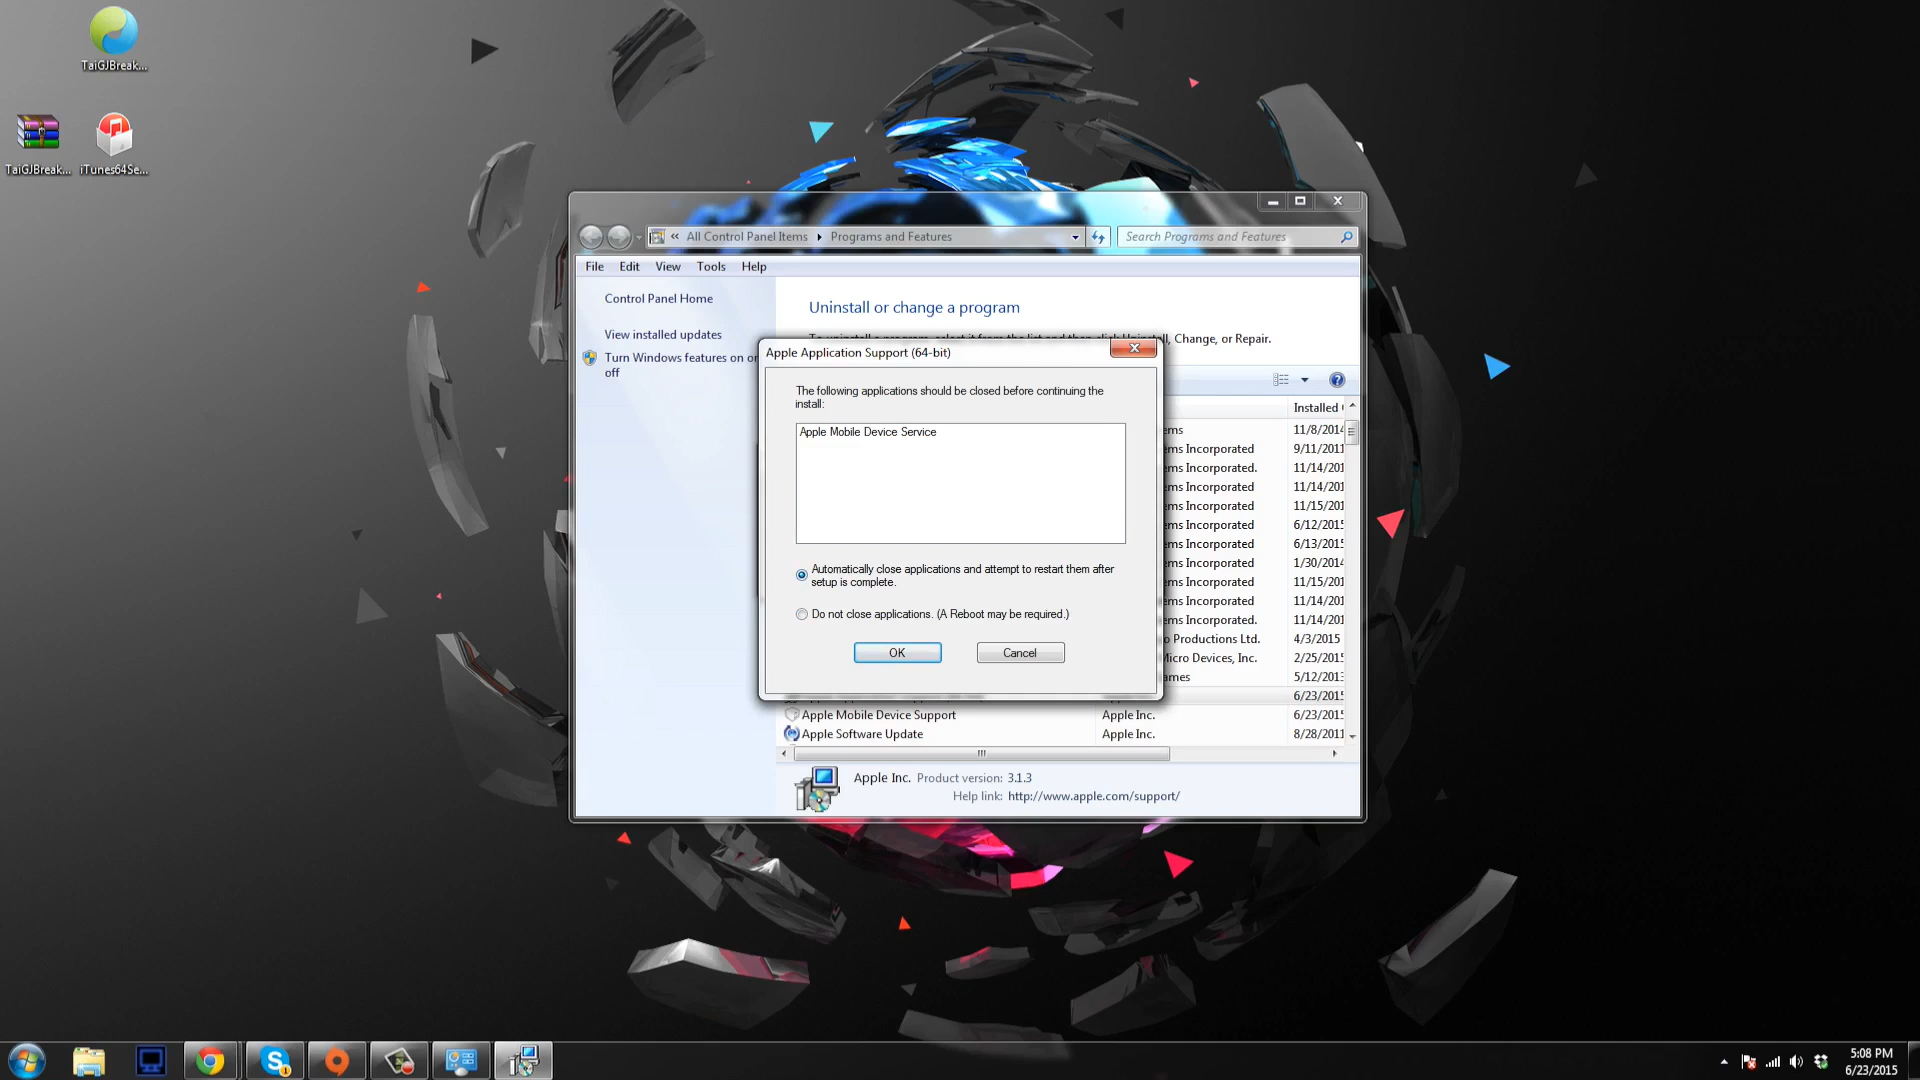 TaiGJBreak...
TaiGJBreak...
iTunes64Se...
All Control Panel Items
Programs and Features
Search Programs and Features
File
Edit
View
Tools
Help
Control Panel Home
View installed updates
Turn Windows features on or
off
Uninstall or change a program
, Change, or Repair.
Installed
ems
11/8/2014
ems Incorporated
9/11/2011
ems Incorporated.
11/14/201
ems Incorporated
11/14/201
ems Incorporated
11/15/201
ems Incorporated
6/12/2015
ems Incorporated
6/13/2015
ems Incorporated
1/30/2014
ems Incorporated
11/15/201
ems Incorporated
11/14/201
ems Incorporated.
11/14/201
o Productions Ltd.
4/3/2015
Micro Devices, Inc.
2/25/2015
ames
5/12/2013
6/23/2015
Apple Mobile Device Support
Apple Inc.
6/23/2015
Apple Software Update
Apple Inc.
8/28/2011
Apple Inc. Product version: 3.1.3
Help link: http://www.apple.com/support/
Apple Application Support (64-bit)
The following applications should be closed before continuing the
install:
Apple Mobile Device Service
Automatically close applications and attempt to restart them after
setup is complete.
Do not close applications. (A Reboot may be required.)
OK
Cancel
5:08 PM
6/23/2015